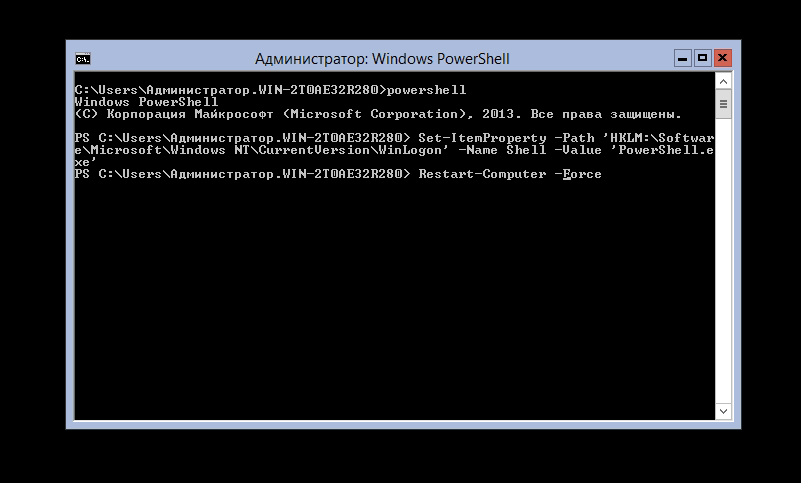 Администратор: Windows PowerShell
C:\Users\Администратор.WIN-2T0AE32R280>powershell
Windows PowerShell
(C) Корпорация Майкрософт (Microsoft Corporation), 2013. Все права защищены.
PS C:\Users\Администратор.WIN-2T0AE32R280> Set-ItemProperty -Path 'HKLM:\Softwar
e\Microsoft\Windows NT\CurrentVersion\WinLogon' -Name Shell -Value 'PowerShell.e
xe'
PS C:\Users\Администратор.WIN-2T0AE32R280> Restart-Computer -Force